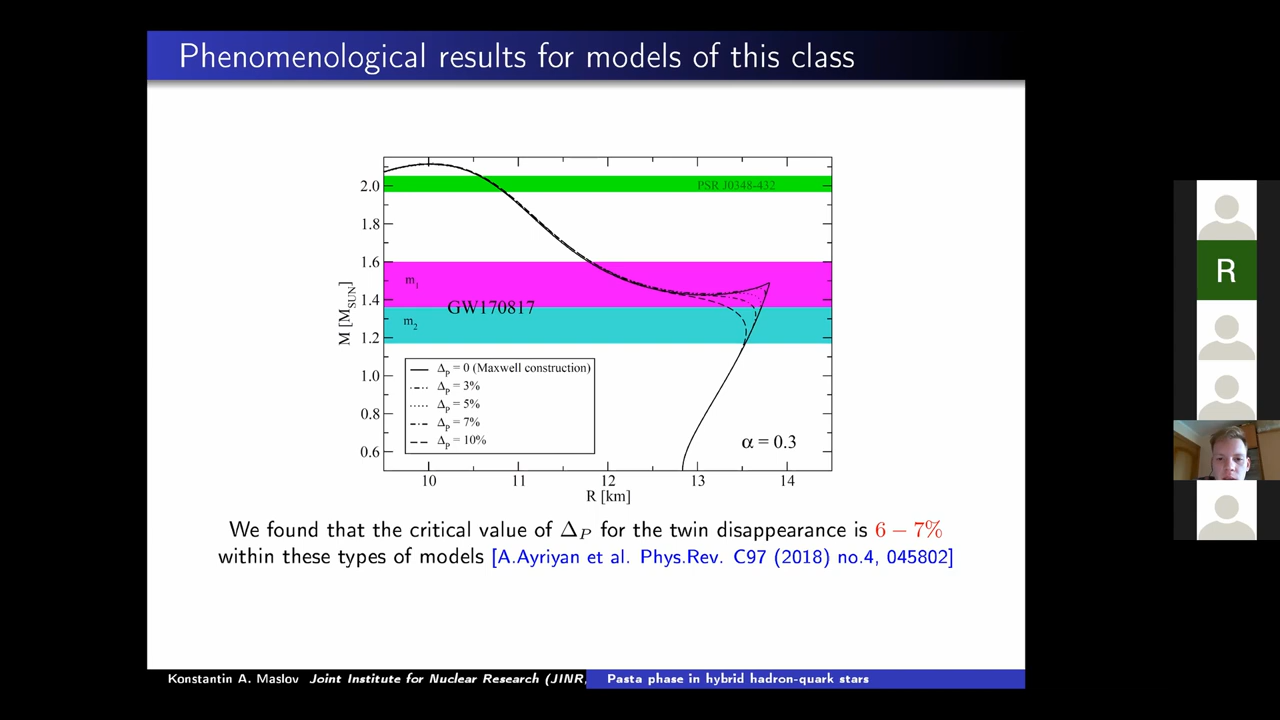 Phenomenological results for models of this class
PSR J0348-432
m1
GW170817
m2
M [M_SUN]
2.0
1.8
1.6
1.4
1.2
1.0
0.8
0.6
Δ_P = 0 (Maxwell construction)
Δ_P = 3%
Δ_P = 5%
Δ_P = 7%
Δ_P = 10%
α = 0.3
10 11 12 13 14
R [km]
We found that the critical value of Δ_P for the twin disappearance is 6 − 7%
within these types of models [A.Ayriyan et al. Phys.Rev. C97 (2018) no.4, 045802]
Konstantin A. Maslov Joint Institute for Nuclear Research (JINR, Pasta phase in hybrid hadron-quark stars
R